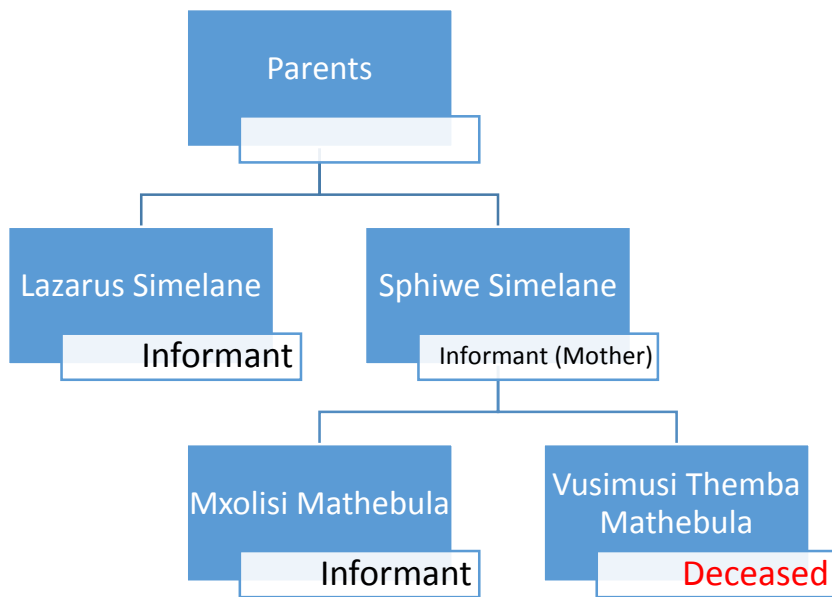 Parents
Lazarus Simelane
Informant
Sphiwe Simelane
Informant (Mother)
Mxolisi Mathebula
Informant
Vusimusi Themba
Mathebula
Deceased